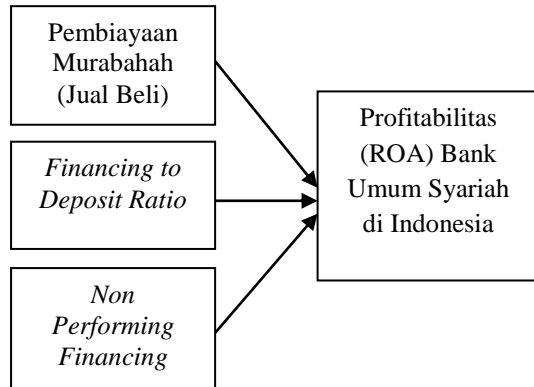 Pembiayaan
Murabahah
(Jual Beli)
Financing to
Deposit Ratio
Non
Performing
Financing
Profitabilitas
(ROA) Bank
Umum Syariah
di Indonesia